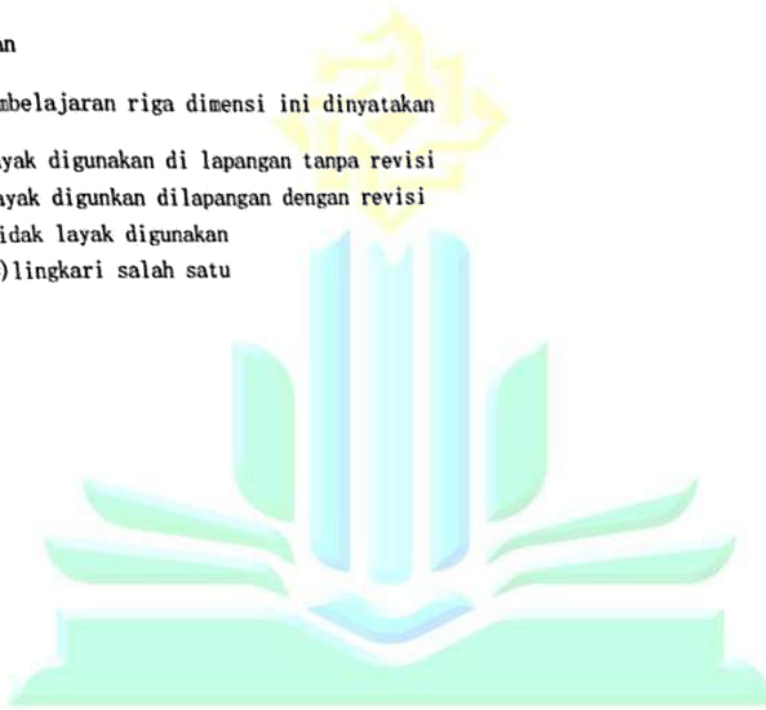 an
mbelajaran riga dimensi ini dinyatakan
ayak digunakan di lapangan tanpa revisi
ayak digunkan dilapangan dengan revisi
idak layak digunakan
)lingkari salah satu